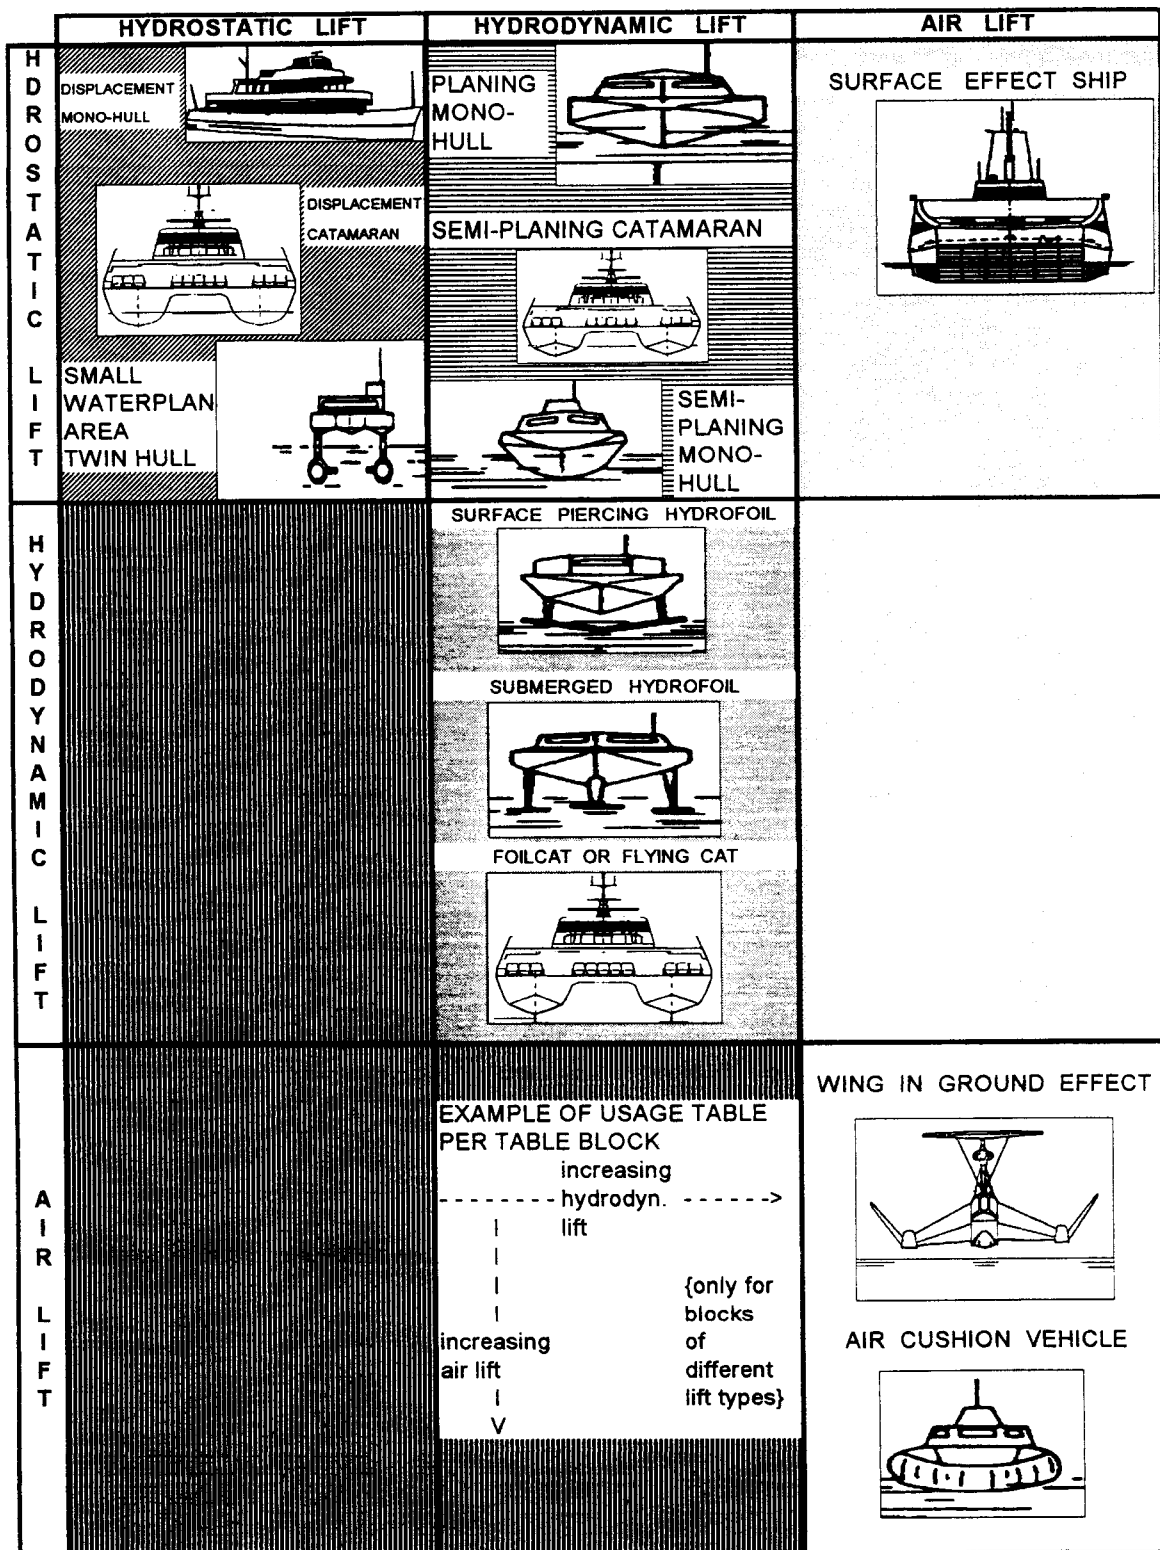 HYDROSTATIC LIFT
HYDRODYNAMIC LIFT
AIR LIFT
HDROSTATIC LIFT
DISPLACEMENT
MONO-HULL
DISPLACEMENT
CATAMARAN
SMALL
WATERPLAN
AREA
TWIN HULL
PLANING
MONO-
HULL
SEMI-PLANING CATAMARAN
SEMI-
PLANING
MONO-
HULL
SURFACE EFFECT SHIP
HYDRODYNAMIC LIFT
SURFACE PIERCING HYDROFOIL
SUBMERGED HYDROFOIL
FOILCAT OR FLYING CAT
AIR LIFT
EXAMPLE OF USAGE TABLE
PER TABLE BLOCK
increasing
- - - - - - - - hydrodyn. - - - - - ->
lift
{only for
blocks
increasing of
air lift different
lift types}
V
WING IN GROUND EFFECT
AIR CUSHION VEHICLE